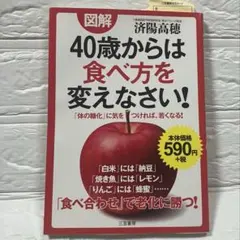 図解
済陽高穂
40歳からは
食べ方を
変えなさい！
「体の糖化」に気をつければ、若くなる！
本体価格
590円
+税
「白米」には「納豆」
「焼き魚」には「レモン」
「りんご」には「蜂蜜」……
「食べ合わせ」で老化に勝つ！
三笠書房